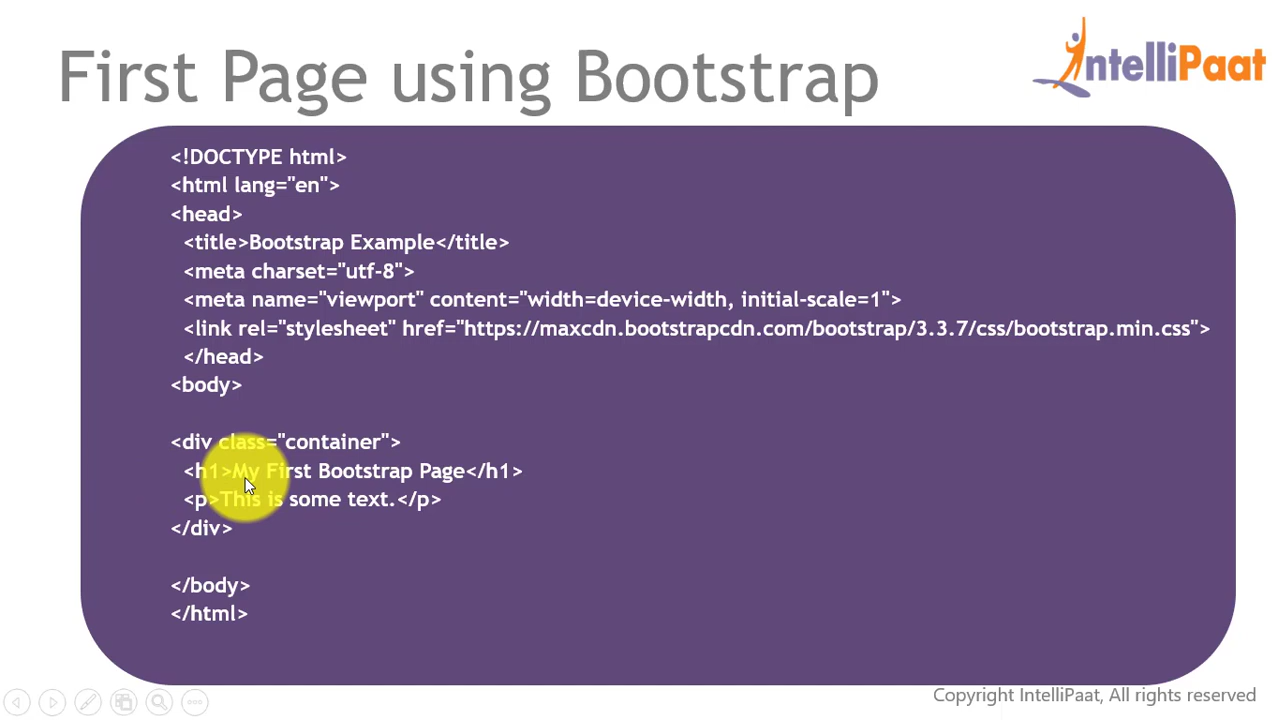 First Page using Bootstrap
IntelliPaat
<!DOCTYPE html>
<html lang="en">
<head>
<title>Bootstrap Example</title>
<meta charset="utf-8">
<meta name="viewport" content="width=device-width, initial-scale=1">
<link rel="stylesheet" href="https://maxcdn.bootstrapcdn.com/bootstrap/3.3.7/css/bootstrap.min.css">
</head>
<body>
<div class="container">
<h1>My First Bootstrap Page</h1>
<p>This is some text.</p>
</div>
</body>
</html>
Copyright IntelliPaat, All rights reserved